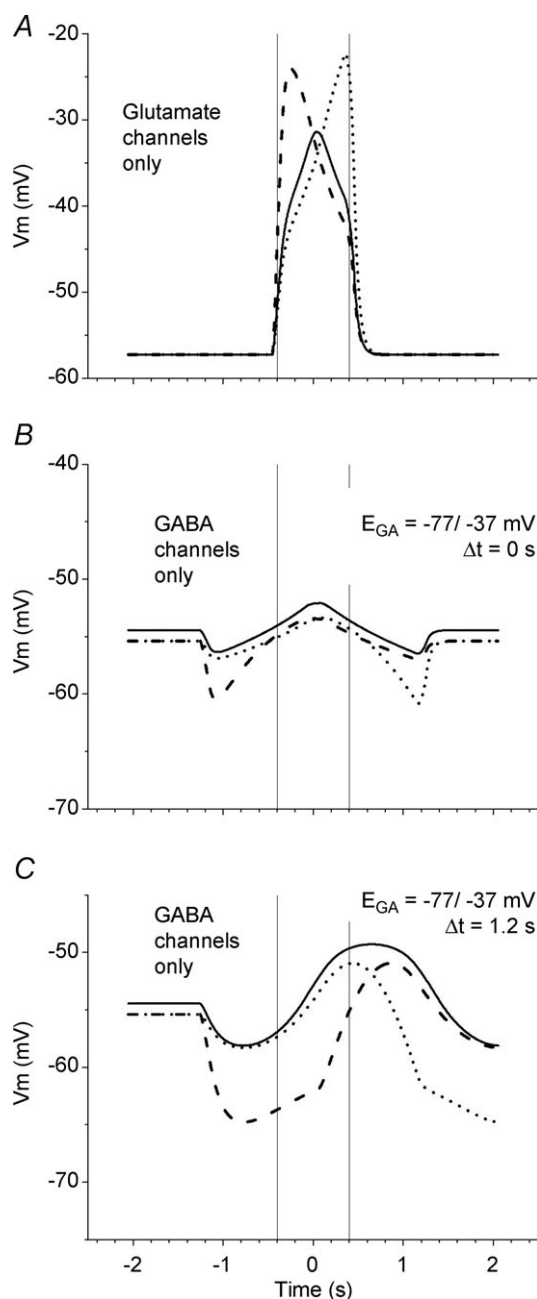 A
-20
-30
-40
-50
-60
Vm (mV)
Glutamate
channels
only
B
-40
-50
-60
-70
Vm (mV)
GABA
channels
only
E_GA = -77/ -37 mV
Δt = 0 s
C
-50
-60
-70
Vm (mV)
GABA
channels
only
E_GA = -77/ -37 mV
Δt = 1.2 s
-2 -1 0 1 2
Time (s)